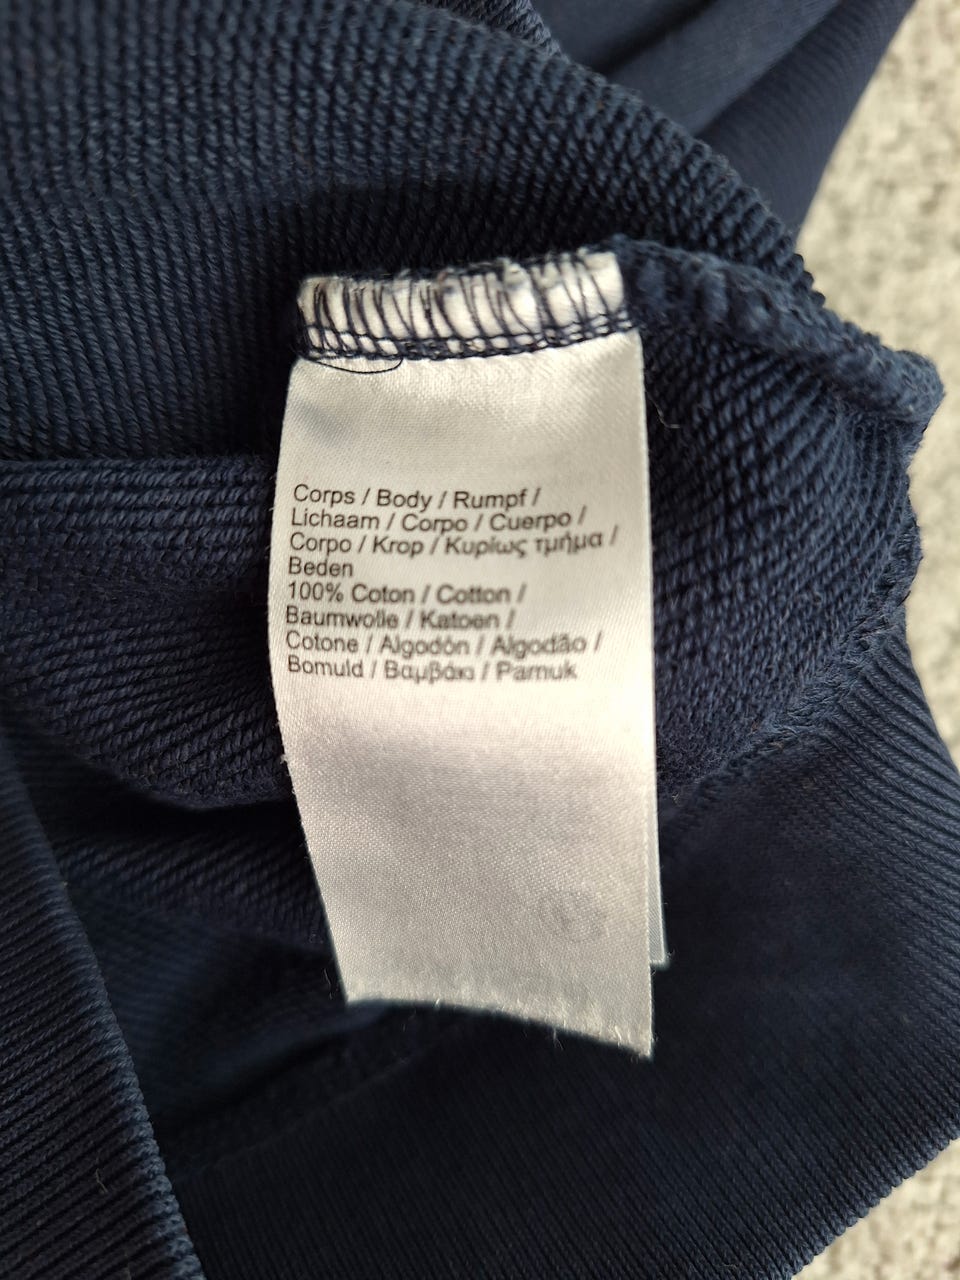 Corps / Body / Rumpf /
Lichaam / Corpo / Cuerpo /
Corpo / Krop / Κυρίως τμήμα /
Beden
100% Coton / Cotton /
Baumwolle / Katoen /
Cotone / Algodón / Algodão /
Bomuld / Βαμβάκι / Pamuk